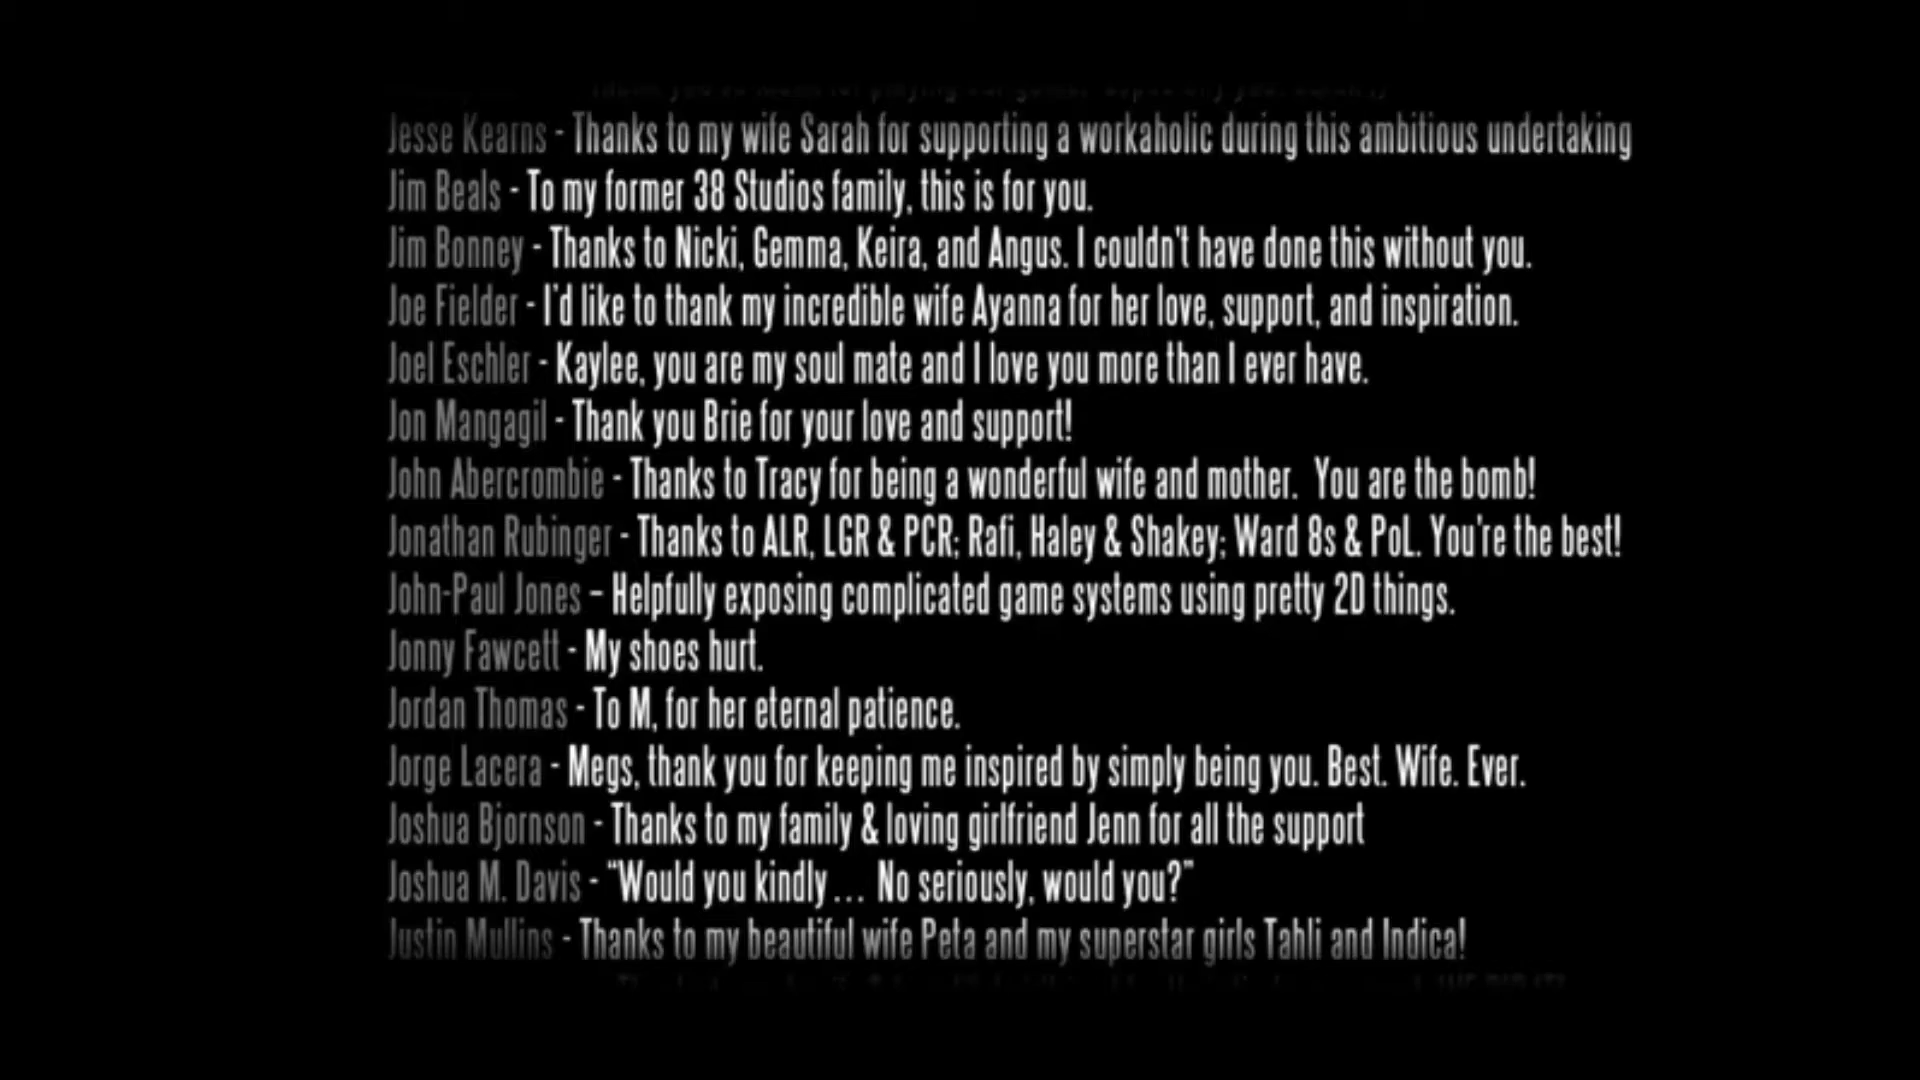 Jesse Kearns - Thanks to my wife Sarah for supporting a workaholic during this ambitious undertaking
Jim Beals - To my former 38 Studios family, this is for you.
Jim Bonney - Thanks to Nicki, Gemma, Keira, and Angus. I couldn't have done this without you.
Joe Fielder - I'd like to thank my incredible wife Ayanna for her love, support, and inspiration.
Joel Eschler - Kaylee, you are my soul mate and I love you more than I ever have.
Jon Mangagil - Thank you Brie for your love and support!
John Abercrombie - Thanks to Tracy for being a wonderful wife and mother.  You are the bomb!
Jonathan Rubinger - Thanks to ALR, LGR & PCR; Rafi, Haley & Shakey; Ward 8s & PoL. You're the best!
John-Paul Jones – Helpfully exposing complicated game systems using pretty 2D things.
Jonny Fawcett - My shoes hurt.
Jordan Thomas - To M, for her eternal patience.
Jorge Lacera - Megs, thank you for keeping me inspired by simply being you. Best. Wife. Ever.
Joshua Bjornson - Thanks to my family & loving girlfriend Jenn for all the support
Joshua M. Davis - “Would you kindly…  No seriously, would you?”
Justin Mullins - Thanks to my beautiful wife Peta and my superstar girls Tahli and Indica!